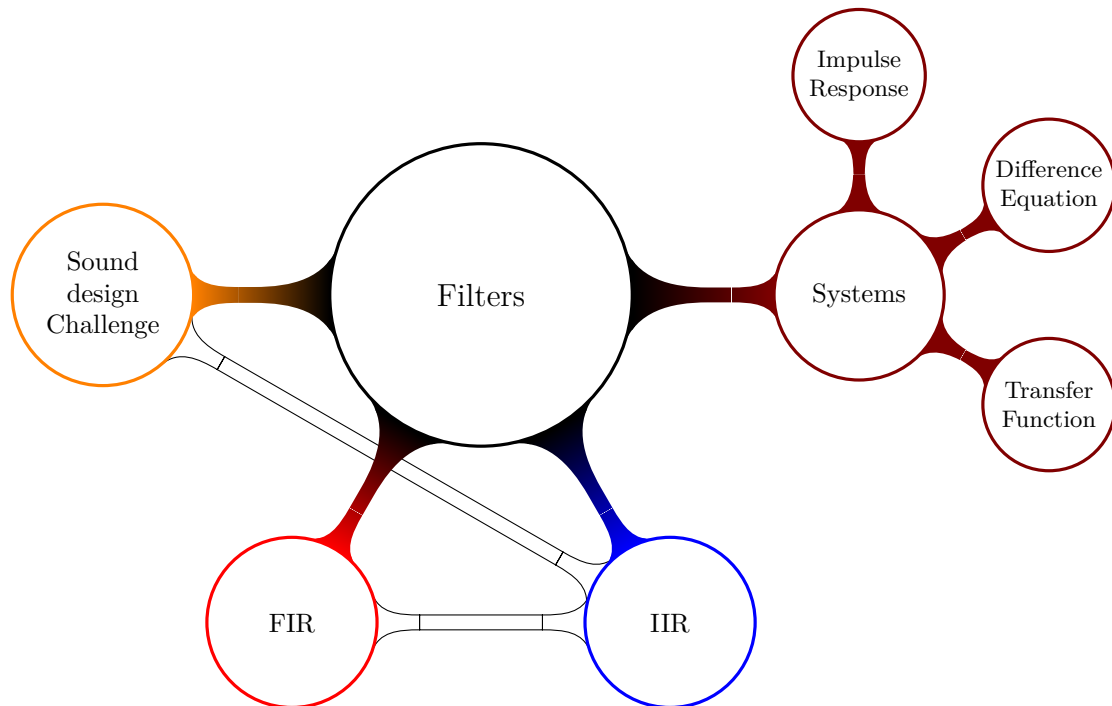 Impulse
Response
Difference
Equation
Sound
design
Challenge
Filters
Systems
Transfer
Function
FIR
IIR